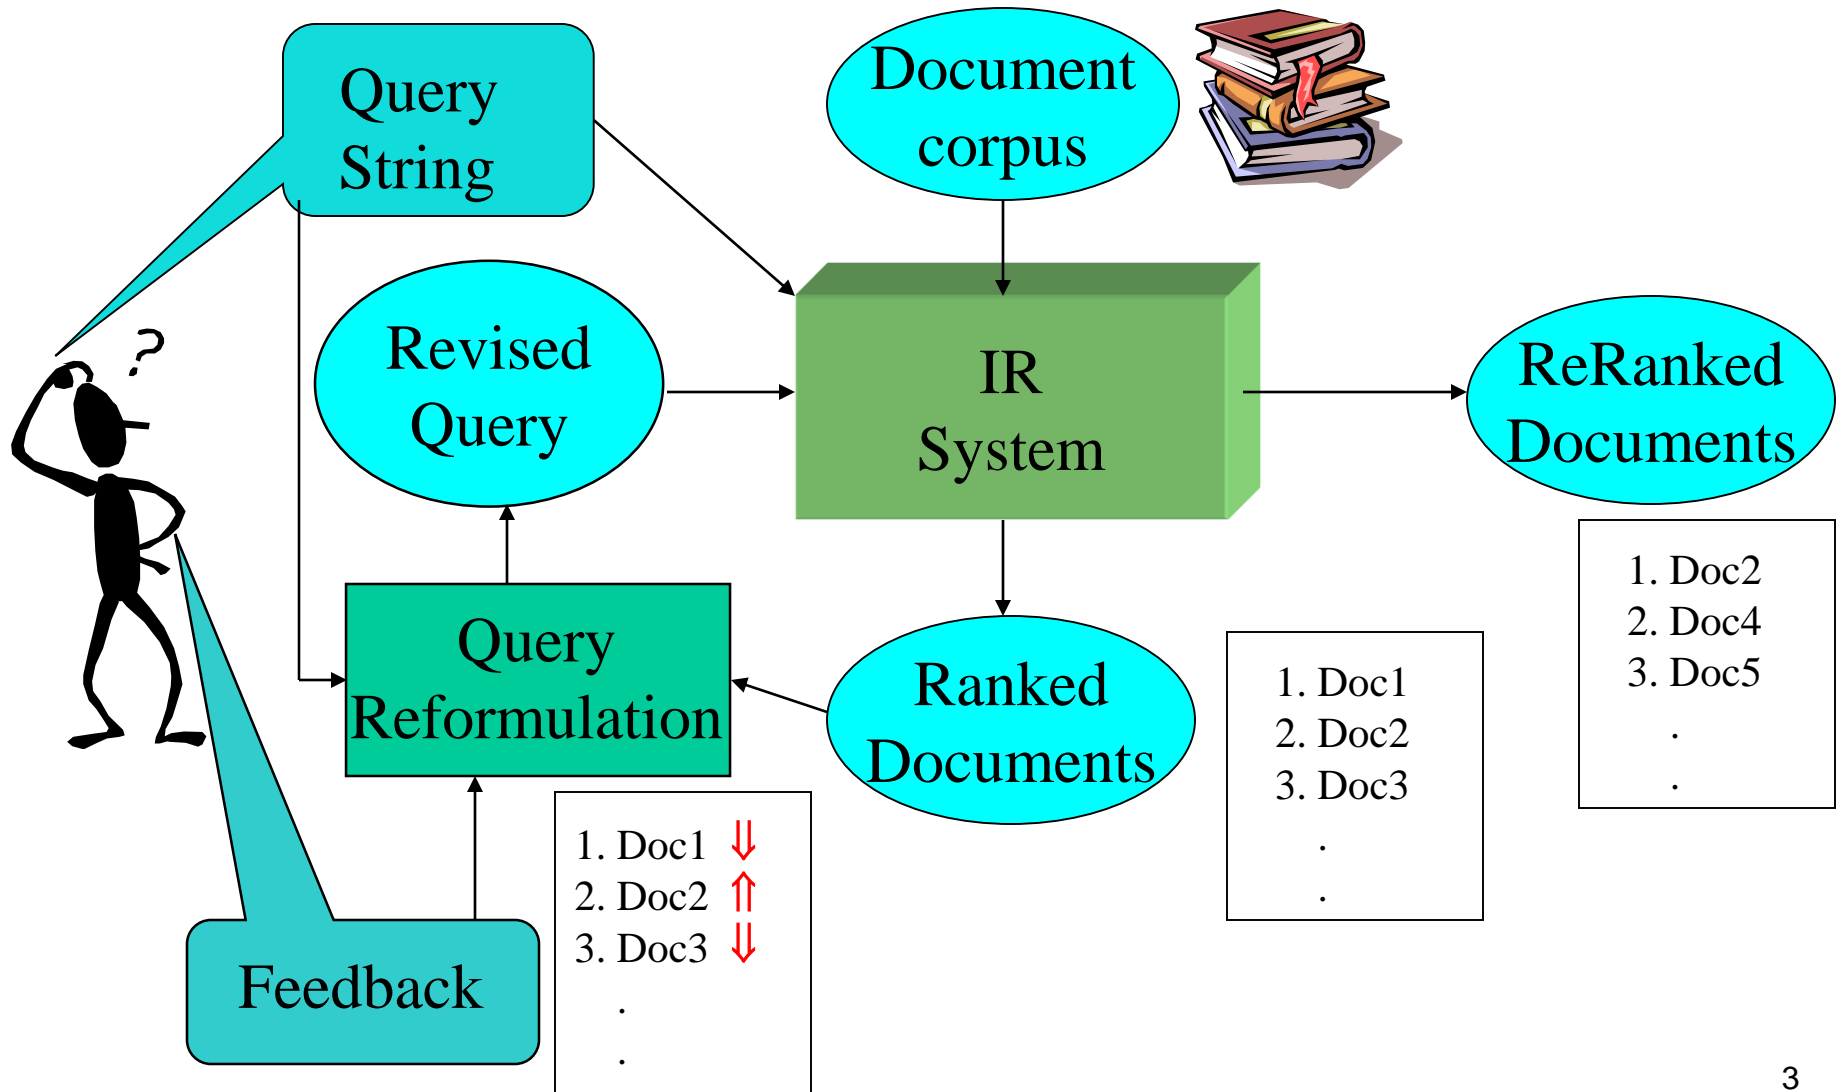 Query
String
Document
corpus
?
Revised
Query
IR
System
ReRanked
Documents
1. Doc2
2. Doc4
3. Doc5
.
.
Query
Reformulation
Ranked
Documents
1. Doc1
2. Doc2
3. Doc3
.
.
1. Doc1 ⇓
2. Doc2 ⇑
3. Doc3 ⇓
.
.
Feedback
3